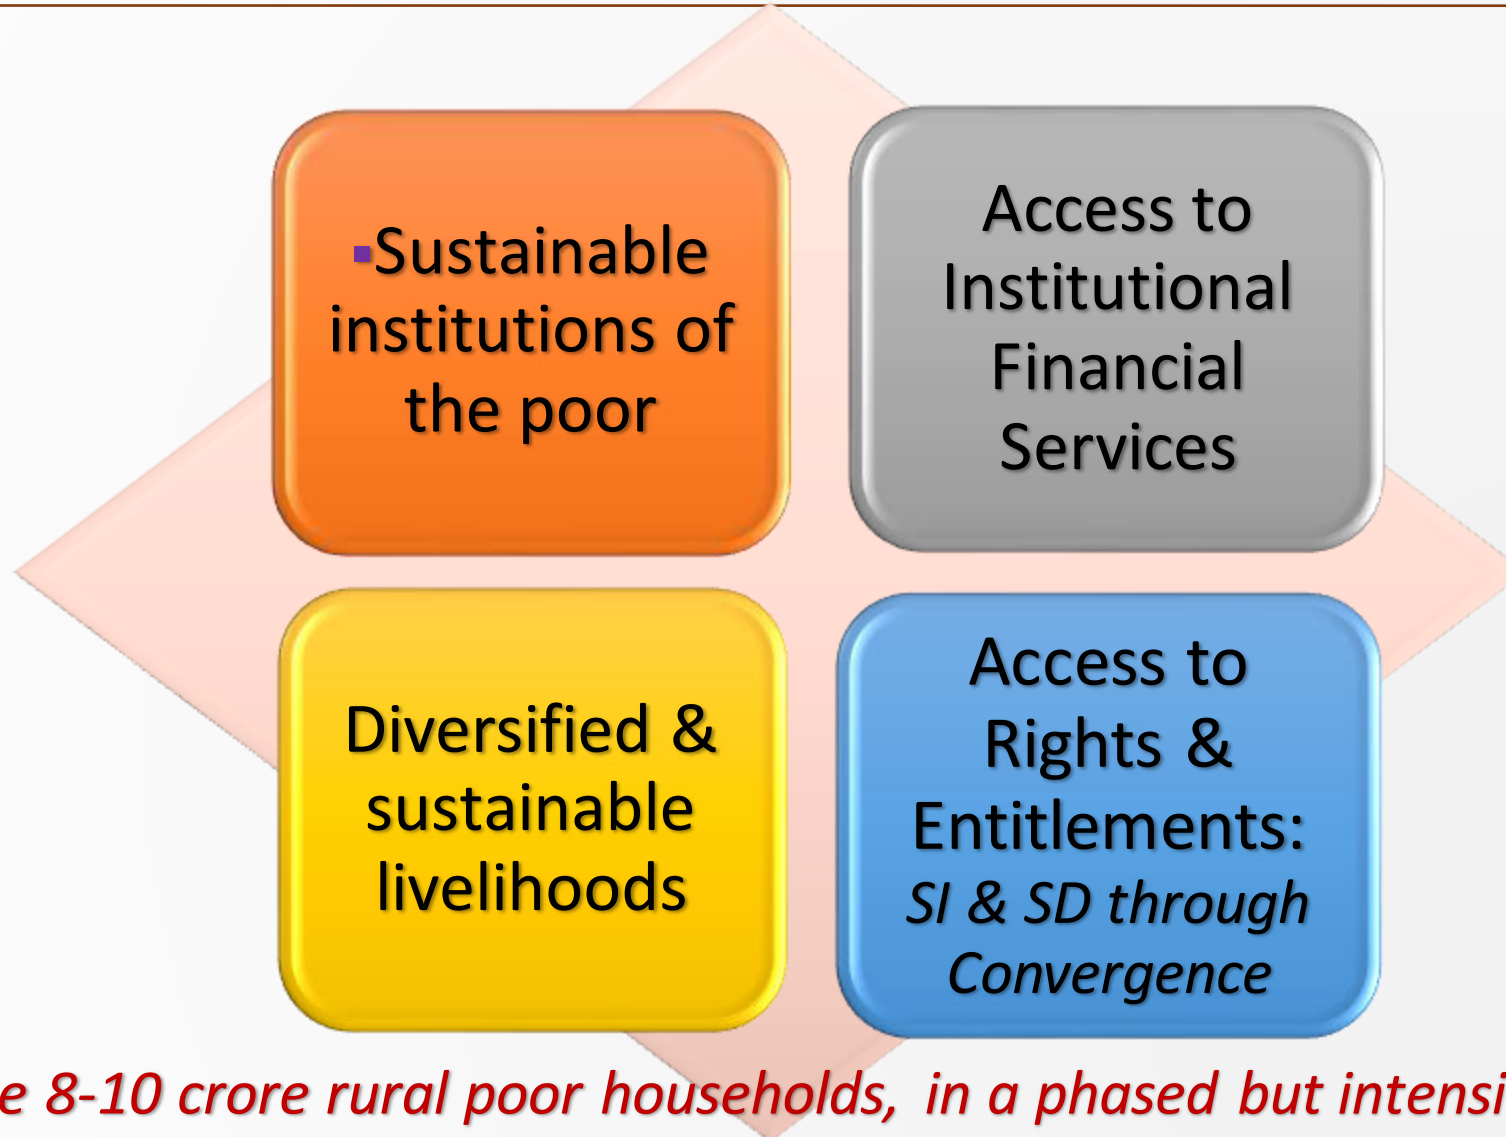 ▪Sustainable
institutions of
the poor
Access to
Institutional
Financial
Services
Diversified &
sustainable
livelihoods
Access to
Rights &
Entitlements:
SI & SD through
Convergence
8-10 crore rural poor households, in a phased but